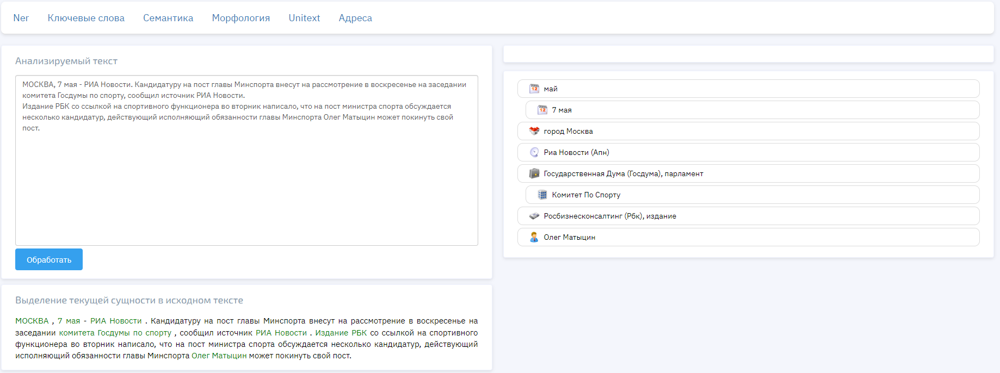 Ner Ключевые слова Семантика Морфология Unitext Адреса
Анализируемый текст
МОСКВА, 7 мая - РИА Новости. Кандидатуру на пост главы Минспорта внесут на рассмотрение в воскресенье на заседании
комитета Госдумы по спорту, сообщил источник РИА Новости.
Издание РБК со ссылкой на спортивного функционера во вторник написало, что на пост министра спорта обсуждается
несколько кандидатур, действующий исполняющий обязанности главы Минспорта Олег Матыцин может покинуть свой
пост.
Обработать
Выделение текущей сущности в исходном тексте
МОСКВА , 7 мая - РИА Новости . Кандидатуру на пост главы Минспорта внесут на рассмотрение в воскресенье на
заседании комитета Госдумы по спорту , сообщил источник РИА Новости . Издание РБК со ссылкой на спортивного
функционера во вторник написало, что на пост министра спорта обсуждается несколько кандидатур, действующий
исполняющий обязанности главы Минспорта Олег Матыцин может покинуть свой пост.
май
7 мая
город Москва
Риа Новости (Апн)
Государственная Дума (Госдума), парламент
Комитет По Спорту
Росбизнесконсалтинг (Рбк), издание
Олег Матыцин